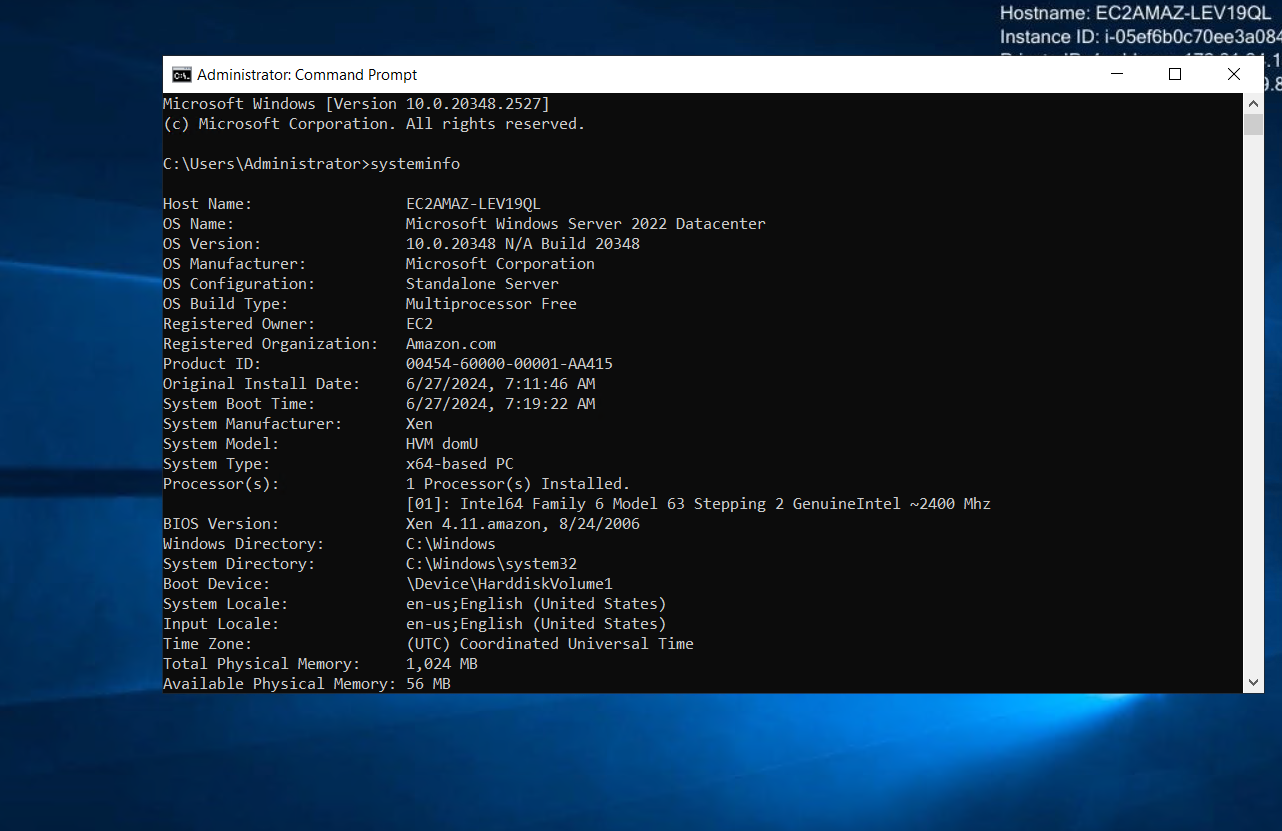 Hostname: EC2AMAZ-LEV19QL
Instance ID: i-05ef6b0c70ee3a084
Administrator: Command Prompt
Microsoft Windows [Version 10.0.20348.2527]
(c) Microsoft Corporation. All rights reserved.
C:\Users\Administrator>systeminfo
Host Name: EC2AMAZ-LEV19QL
OS Name: Microsoft Windows Server 2022 Datacenter
OS Version: 10.0.20348 N/A Build 20348
OS Manufacturer: Microsoft Corporation
OS Configuration: Standalone Server
OS Build Type: Multiprocessor Free
Registered Owner: EC2
Registered Organization: Amazon.com
Product ID: 00454-60000-00001-AA415
Original Install Date: 6/27/2024, 7:11:46 AM
System Boot Time: 6/27/2024, 7:19:22 AM
System Manufacturer: Xen
System Model: HVM domU
System Type: x64-based PC
Processor(s): 1 Processor(s) Installed.
[01]: Intel64 Family 6 Model 63 Stepping 2 GenuineIntel ~2400 Mhz
BIOS Version: Xen 4.11.amazon, 8/24/2006
Windows Directory: C:\Windows
System Directory: C:\Windows\system32
Boot Device: \Device\HarddiskVolume1
System Locale: en-us;English (United States)
Input Locale: en-us;English (United States)
Time Zone: (UTC) Coordinated Universal Time
Total Physical Memory: 1,024 MB
Available Physical Memory: 56 MB